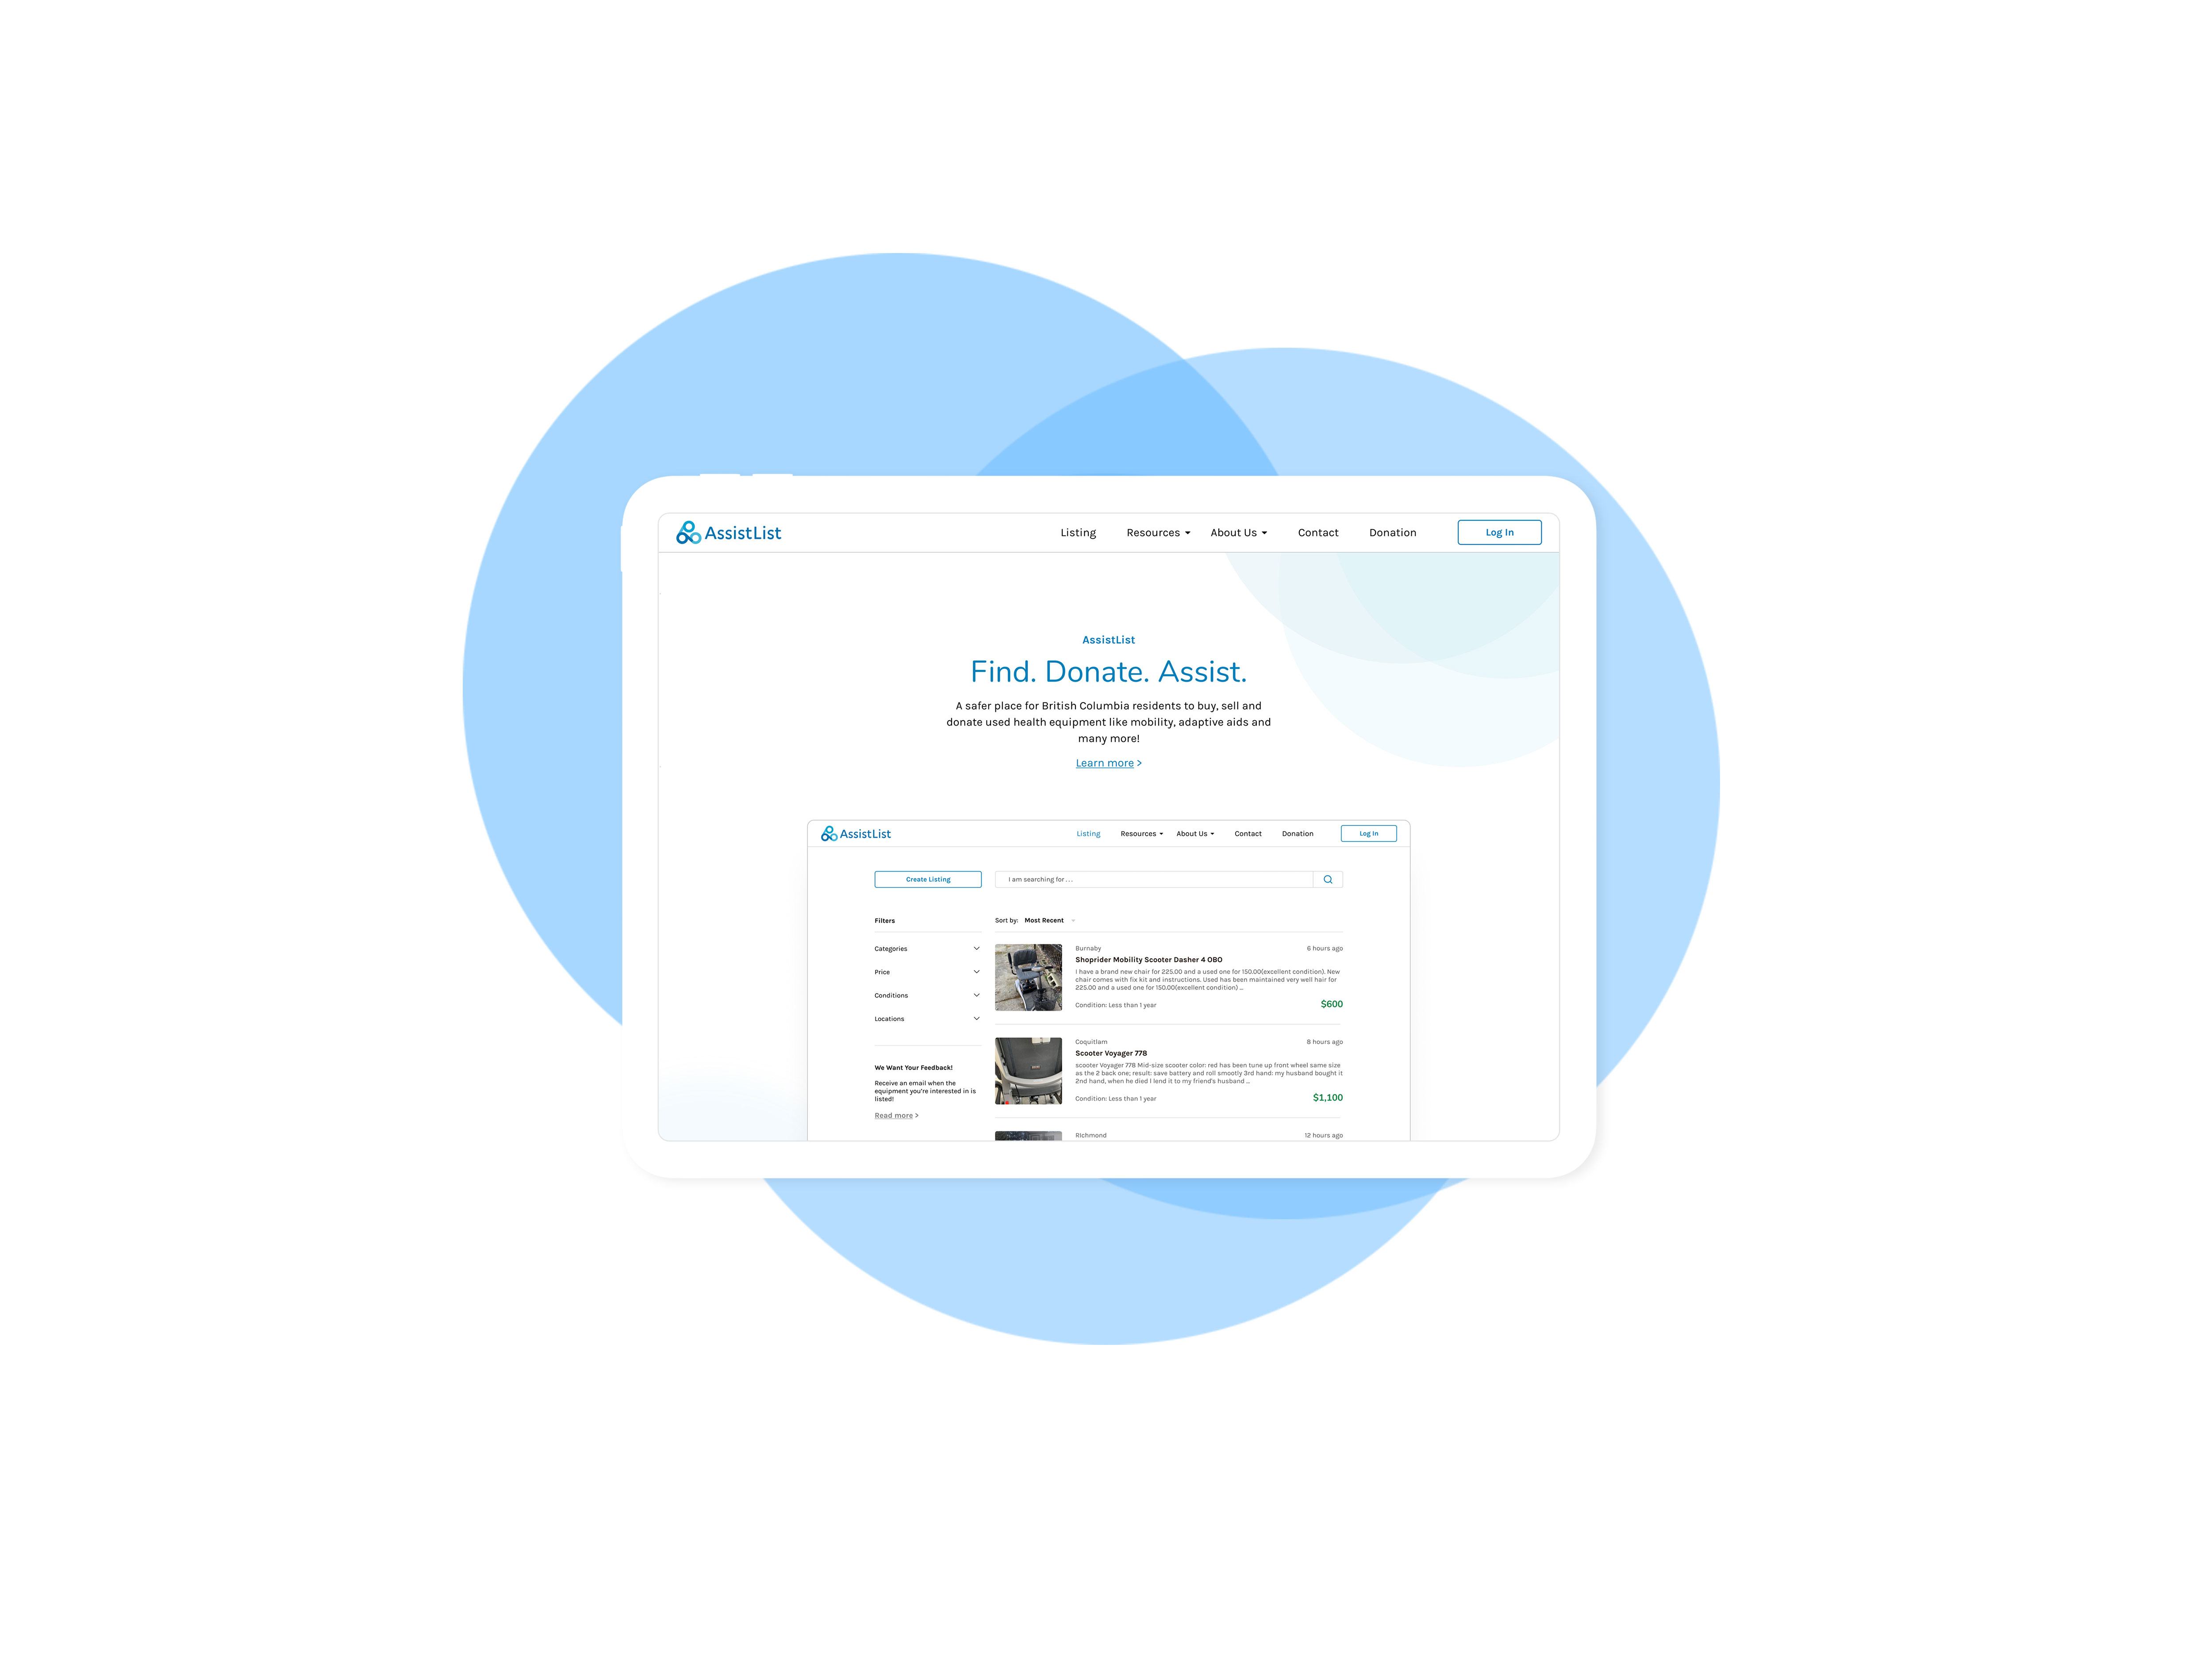 AssistList
Listing Resources About Us Contact Donation Log In
AssistList
Find. Donate. Assist.
A safer place for British Columbia residents to buy, sell and
donate used health equipment like mobility, adaptive aids and
many more!
Learn more >
AssistList
Listing Resources About Us Contact Donation Log In
Create Listing
I am searching for . . .
Filters
Categories
Price
Conditions
Locations
We Want Your Feedback!
Receive an email when the
equipment you're interested in is
listed!
Read more >
Sort by: Most Recent
Burnaby 6 hours ago
Shoprider Mobility Scooter Dasher 4 OBO
I have a brand new chair for 225.00 and a used one for 150.00(excellent condition). New
chair comes with fix kit and instructions. Used has been maintained very well hair for
225.00 and a used one for 150.00(excellent condition) ...
Condition: Less than 1 year $600
Coquitlam 8 hours ago
Scooter Voyager 778
scooter Voyager 778 Mid-size scooter color: red has been tune up front wheel same size
as the 2 back one; result: save battery and roll smootly 3rd hand: my husband bought it
2nd hand, when he died I lend it to my friend's husband ...
Condition: Less than 1 year $1,100
RIchmond 12 hours ago